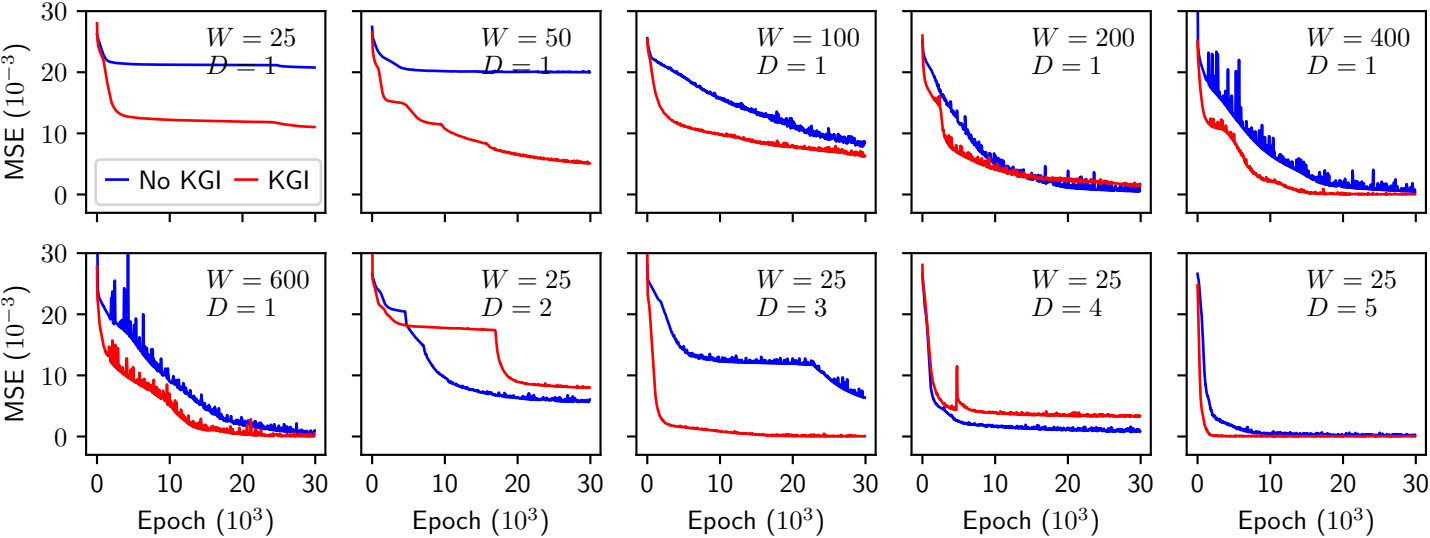 30
20
10
0
MSE (10⁻³)
W = 25
D = 1
No KGI
KGI
W = 50
D = 1
W = 100
D = 1
W = 200
D = 1
W = 400
D = 1
30
20
10
0
MSE (10⁻³)
W = 600
D = 1
W = 25
D = 2
W = 25
D = 3
W = 25
D = 4
W = 25
D = 5
0 10 20 30
0 10 20 30
0 10 20 30
0 10 20 30
0 10 20 30
Epoch (10³)
Epoch (10³)
Epoch (10³)
Epoch (10³)
Epoch (10³)